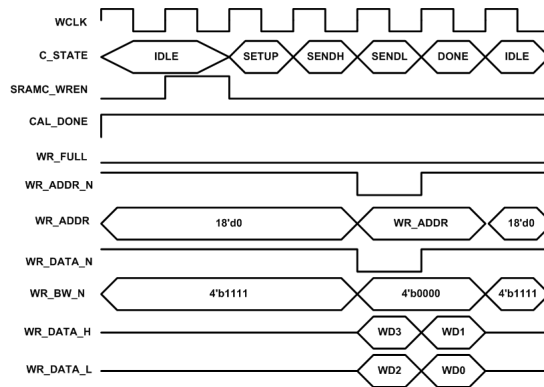 WCLK
C_STATE IDLE SETUP SENDH SENDL DONE IDLE
SRAMC_WREN
CAL_DONE
WR_FULL
WR_ADDR_N
WR_ADDR 18'd0 WR_ADDR 18'd0
WR_DATA_N
WR_BW_N 4'b1111 4'b0000 4'b1111
WR_DATA_H WD3 WD1
WR_DATA_L WD2 WD0